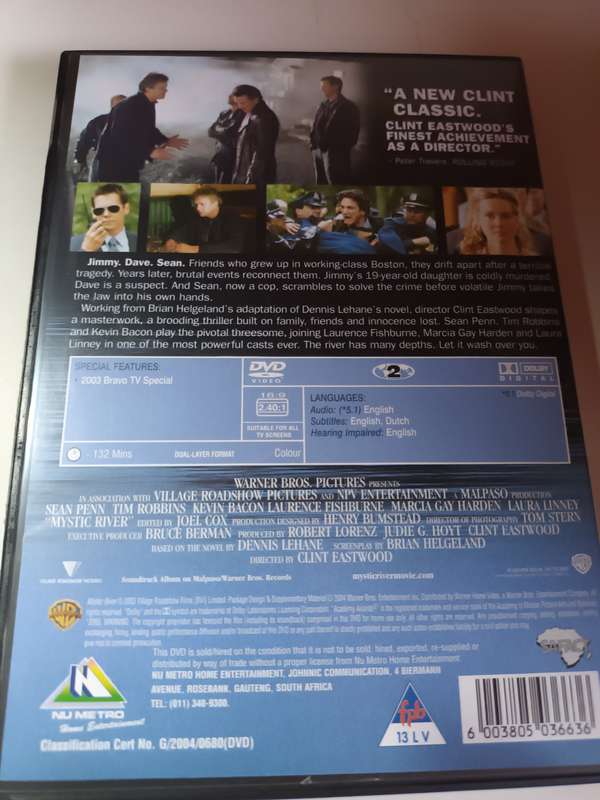 "A NEW CLINT
CLASSIC.
CLINT EASTWOOD'S
FINEST ACHIEVEMENT
AS A DIRECTOR."
- Peter Travers, ROLLING STONE
Jimmy. Dave. Sean. Friends who grew up in working-class Boston, they drift apart after a terrible
tragedy. Years later, brutal events reconnect them. Jimmy's 19-year-old daughter is coldly murdered.
Dave is a suspect. And Sean, now a cop, scrambles to solve the crime before volatile Jimmy takes
the law into his own hands.
Working from Brian Helgeland's adaptation of Dennis Lehane's novel, director Clint Eastwood shapes
a masterwork, a brooding thriller built on family, friends and innocence lost. Sean Penn, Tim Robbins
and Kevin Bacon play the pivotal threesome, joining Laurence Fishburne, Marcia Gay Harden and Laura
Linney in one of the most powerful casts ever. The river has many depths. Let it wash over you.
SPECIAL FEATURES:
- 2003 Bravo TV Special
DVD
VIDEO
2
DOLBY
DIGITAL
16:9
2.40:1
SUITABLE FOR ALL
TV SCREENS
LANGUAGES:
*5.1 Dolby Digital
Audio: (*5.1) English
Subtitles: English, Dutch
Hearing Impaired: English
- 132 Mins
DUAL-LAYER FORMAT
Colour
WARNER BROS. PICTURES PRESENTS
IN ASSOCIATION WITH VILLAGE ROADSHOW PICTURES AND NPV ENTERTAINMENT A MALPASO PRODUCTION
SEAN PENN TIM ROBBINS KEVIN BACON LAURENCE FISHBURNE MARCIA GAY HARDEN LAURA LINNEY
"MYSTIC RIVER" EDITED BY JOEL COX PRODUCTION DESIGNED BY HENRY BUMSTEAD DIRECTOR OF PHOTOGRAPHY TOM STERN
EXECUTIVE PRODUCER BRUCE BERMAN PRODUCED BY ROBERT LORENZ JUDIE G. HOYT CLINT EASTWOOD
BASED ON THE NOVEL BY DENNIS LEHANE SCREENPLAY BY BRIAN HELGELAND
DIRECTED BY CLINT EASTWOOD
VILLAGE ROADSHOW PICTURES
Soundtrack Album on Malpaso/Warner Bros. Records
mysticrivermovie.com
This DVD is sold/hired on the condition that it is not to be sold, hired, exported, re-supplied or
distributed by way of trade without a proper license from Nu Metro Home Entertainment.
NU METRO HOME ENTERTAINMENT, JOHNNIC COMMUNICATION, 4 BIERMANN
AVENUE, ROSEBANK, GAUTENG, SOUTH AFRICA
TEL: (011) 340-9300.
NU METRO
Home Entertainment
Classification Cert No. G/2004/0680(DVD)
fpb
13 L V
6 003805 036636